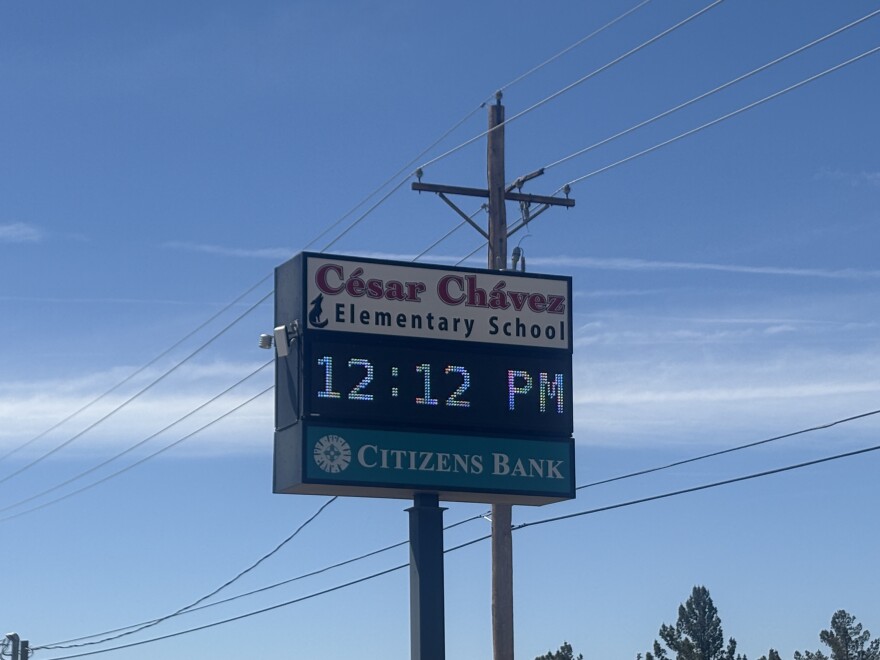 César Chávez
Elementary School
12:12 PM
CITIZENS BANK